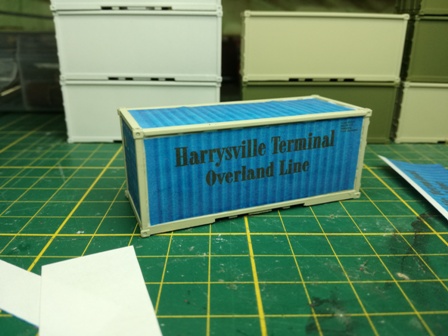 Harrysville Terminal
Overland Line